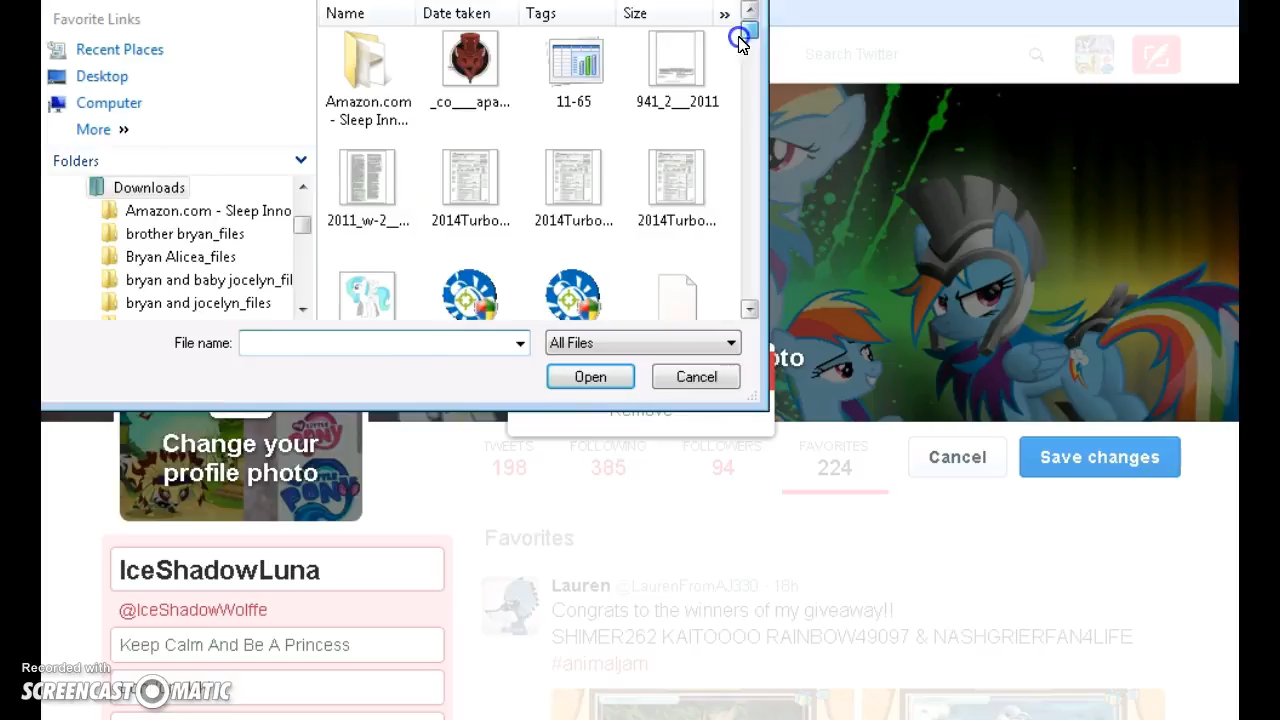 Favorite Links
Recent Places
Desktop
Computer
More »
Folders
Downloads
Amazon.com - Sleep Inno
brother bryan_files
Bryan Alicea_files
bryan and baby jocelyn_fil
bryan and jocelyn_files
Name Date taken Tags Size »
Amazon.com - Sleep Inn...
_co___apa...
11-65
941_2___2011
2011_w-2__...
2014Turbo...
2014Turbo...
2014Turbo...
File name:
All Files
Open Cancel
Search Twitter
oto
Remove
Change your
profile photo
TWEETS FOLLOWING FOLLOWERS FAVORITES
198 385 94 224
Cancel Save changes
IceShadowLuna
@IceShadowWolffe
Keep Calm And Be A Princess
Favorites
Lauren @LaurenFromAJ330 · 18h
Congrats to the winners of my giveaway!!
SHIMER262 KAITOOOO RAINBOW49097 & NASHGRIERFAN4LIFE
#animaljam
Recorded with
SCREENCAST-O-MATIC